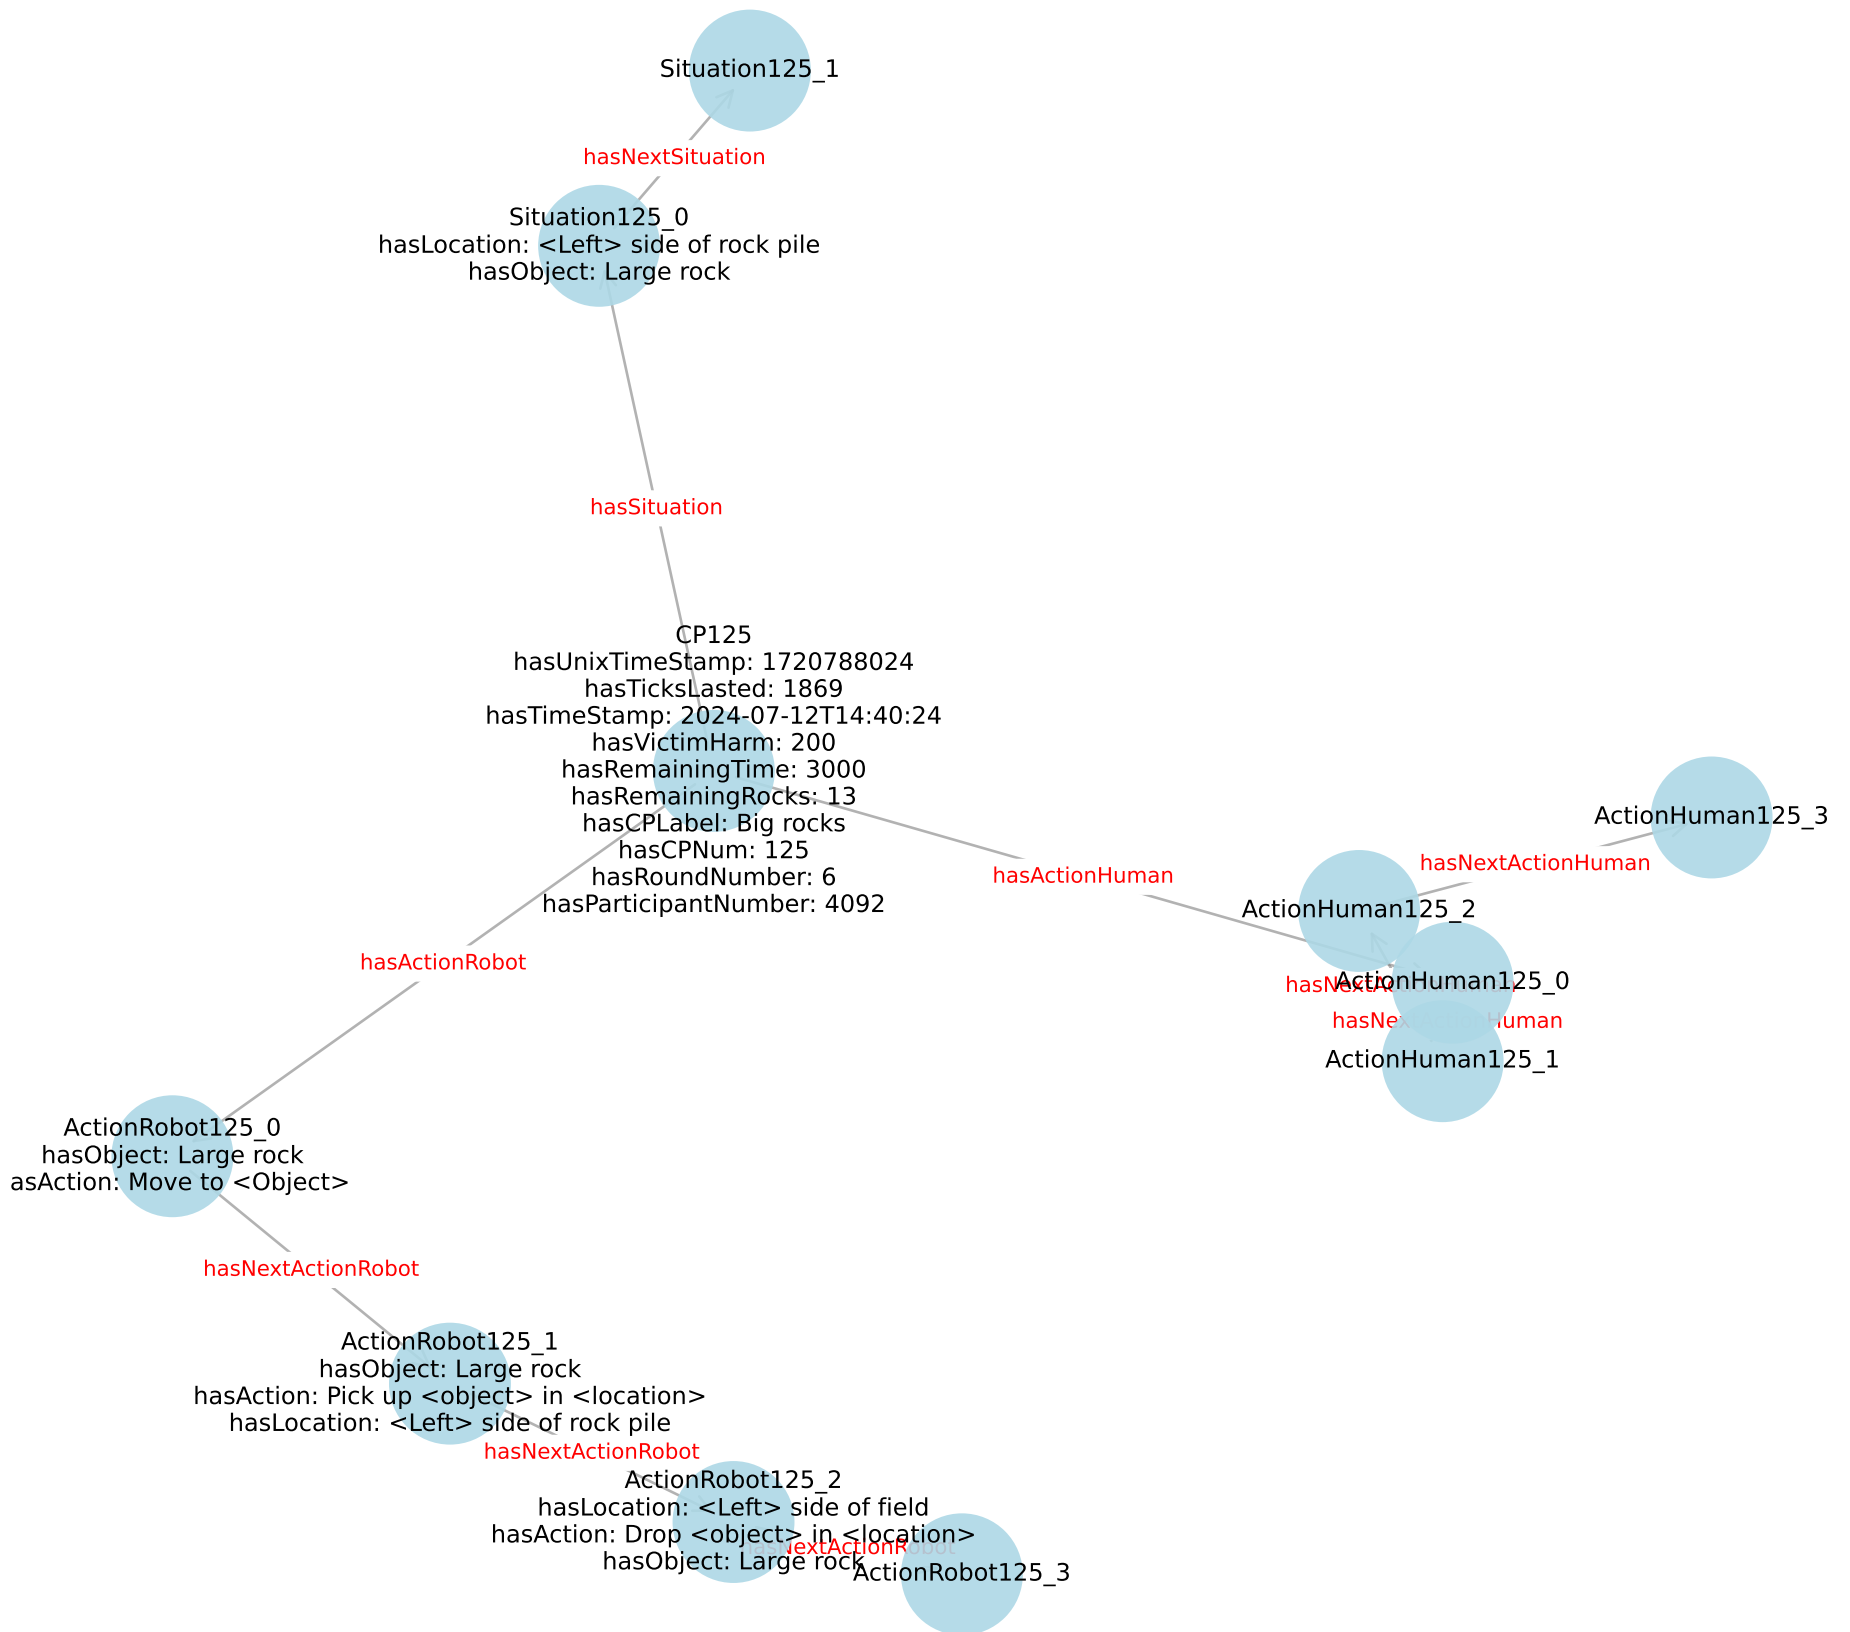 Situation125_1
hasNextSituation
Situation125_0
hasLocation: <Left> side of rock pile
hasObject: Large rock
hasSituation
CP125
hasUnixTimeStamp: 1720788024
hasTicksLasted: 1869
hasTimeStamp: 2024-07-12T14:40:24
hasVictimHarm: 200
hasRemainingTime: 3000
hasRemainingRocks: 13
hasCPLabel: Big rocks
hasCPNum: 125
hasRoundNumber: 6
hasParticipantNumber: 4092
hasActionHuman
ActionHuman125_3
hasNextActionHuman
ActionHuman125_2
ActionHuman125_0
hasNextActionHuman
ActionHuman125_1
hasActionRobot
ActionRobot125_0
hasObject: Large rock
asAction: Move to <Object>
hasNextActionRobot
ActionRobot125_1
hasObject: Large rock
hasAction: Pick up <object> in <location>
hasLocation: <Left> side of rock pile
hasNextActionRobot
ActionRobot125_2
hasLocation: <Left> side of field
hasAction: Drop <object> in <location>
hasObject: Large rock
hasNextActionRobot
ActionRobot125_3